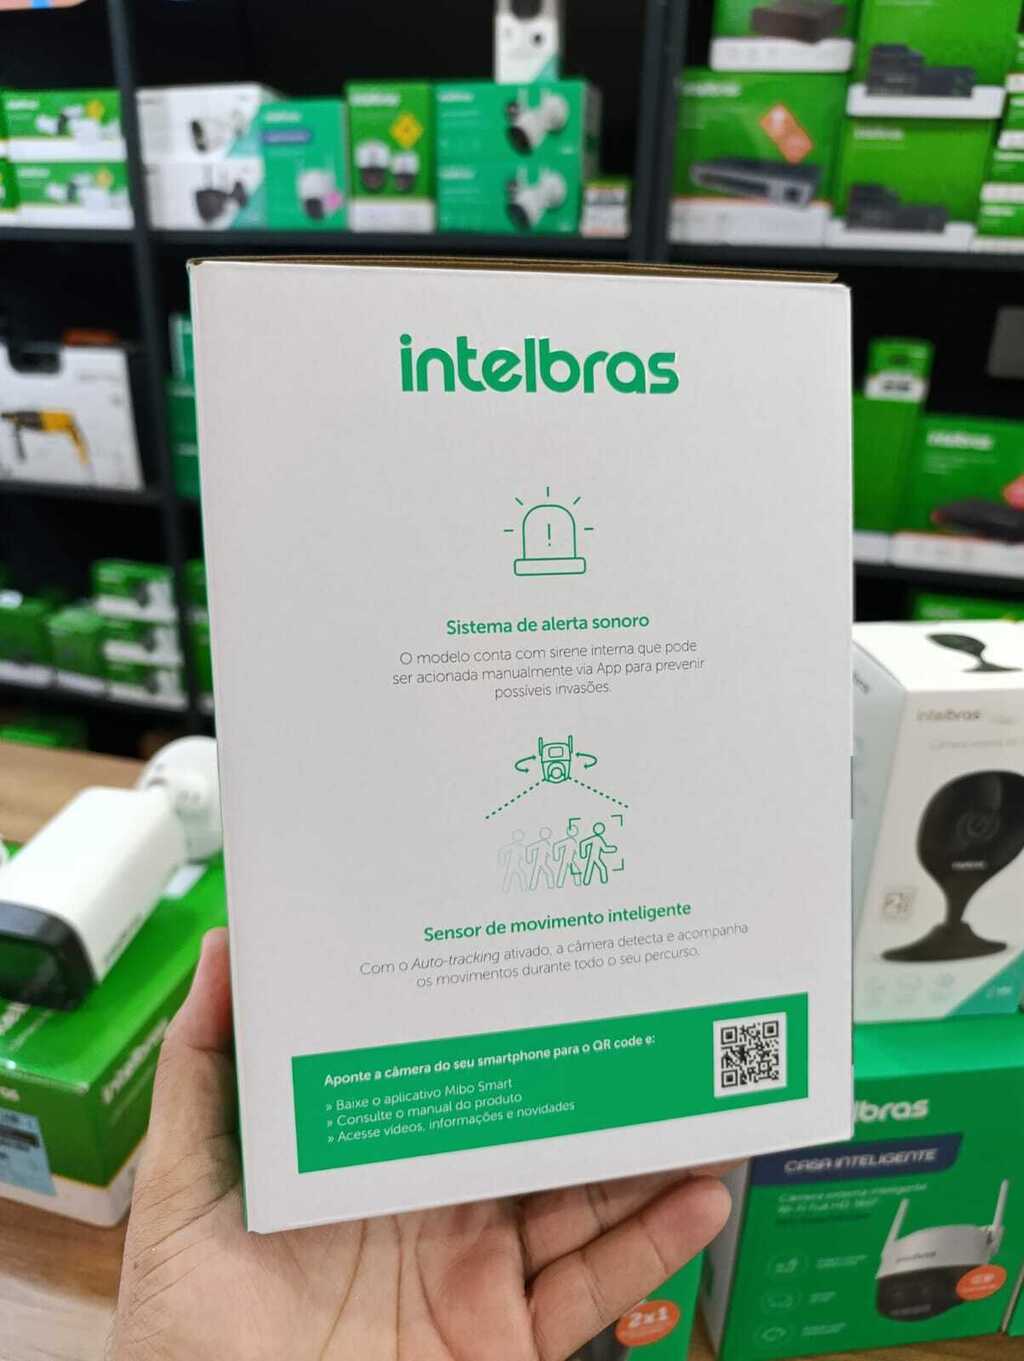 intelbras
Sistema de alerta sonoro
O modelo conta com sirene interna que pode
ser acionada manualmente via App para prevenir
possíveis invasões.
Sensor de movimento inteligente
Com o Auto-tracking ativado, a câmera detecta e acompanha
os movimentos durante todo o seu percurso.
Aponte a câmera do seu smartphone para o QR code e:
» Baixe o aplicativo Mibo Smart
» Consulte o manual do produto
» Acesse vídeos, informações e novidades
intelbras
lbras
CASA INTELIGENTE
2x1